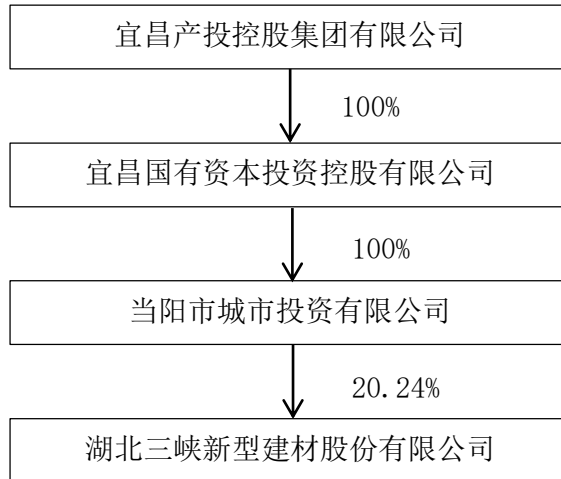 宜昌产投控股集团有限公司
100%
宜昌国有资本投资控股有限公司
100%
当阳市城市投资有限公司
20.24%
湖北三峡新型建材股份有限公司